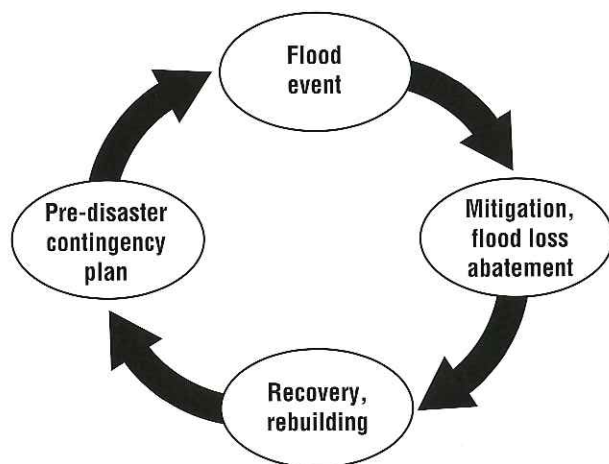 Flood
event
Mitigation,
flood loss
abatement
Recovery,
rebuilding
Pre-disaster
contingency
plan